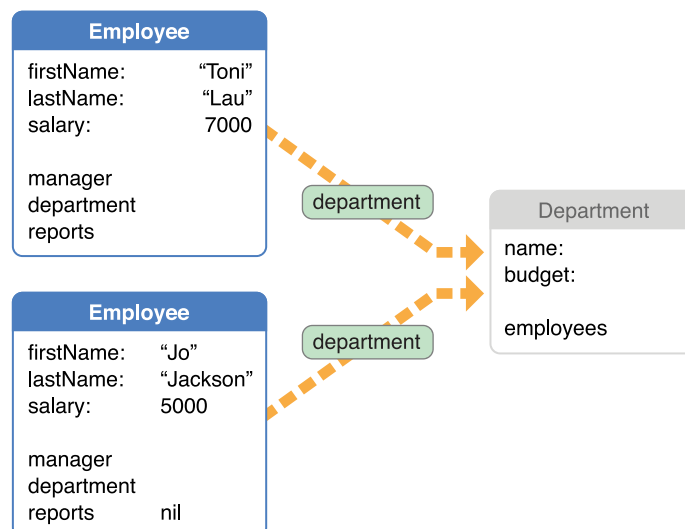 Employee
firstName: “Toni”
lastName: “Lau”
salary: 7000
manager
department
reports
department
Department
name:
budget:
employees
Employee
firstName: “Jo”
lastName: “Jackson”
salary: 5000
manager
department
reports nil
department